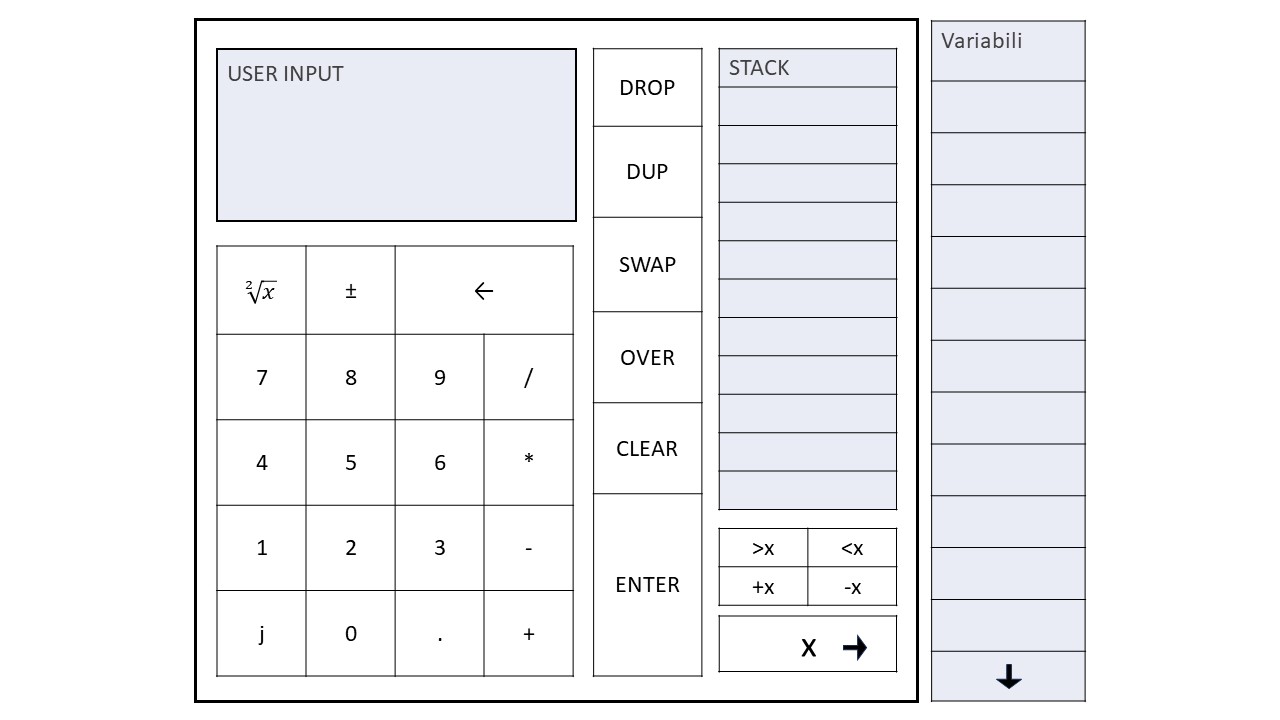 USER INPUT
²√x ± ←
7 8 9 /
4 5 6 *
1 2 3 -
j 0 . +
DROP
DUP
SWAP
OVER
CLEAR
ENTER
STACK
>x <x
+x -x
X →
Variabili
↓